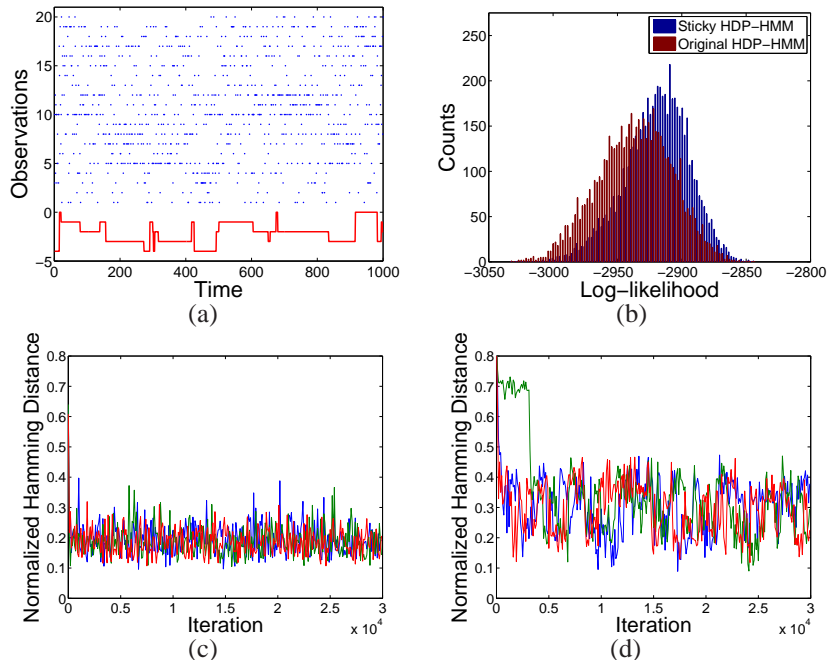 20
15
10
5
0
−5
Observations
0 200 400 600 800 1000
Time
(a)
Sticky HDP−HMM
Original HDP−HMM
250
200
150
100
50
0
Counts
−3050 −3000 −2950 −2900 −2850 −2800
Log−likelihood
(b)
0.8
0.7
0.6
0.5
0.4
0.3
0.2
0.1
0
Normalized Hamming Distance
0 0.5 1 1.5 2 2.5 3
Iteration
x 10^4
(c)
0.8
0.7
0.6
0.5
0.4
0.3
0.2
0.1
0
Normalized Hamming Distance
0 0.5 1 1.5 2 2.5 3
Iteration
x 10^4
(d)